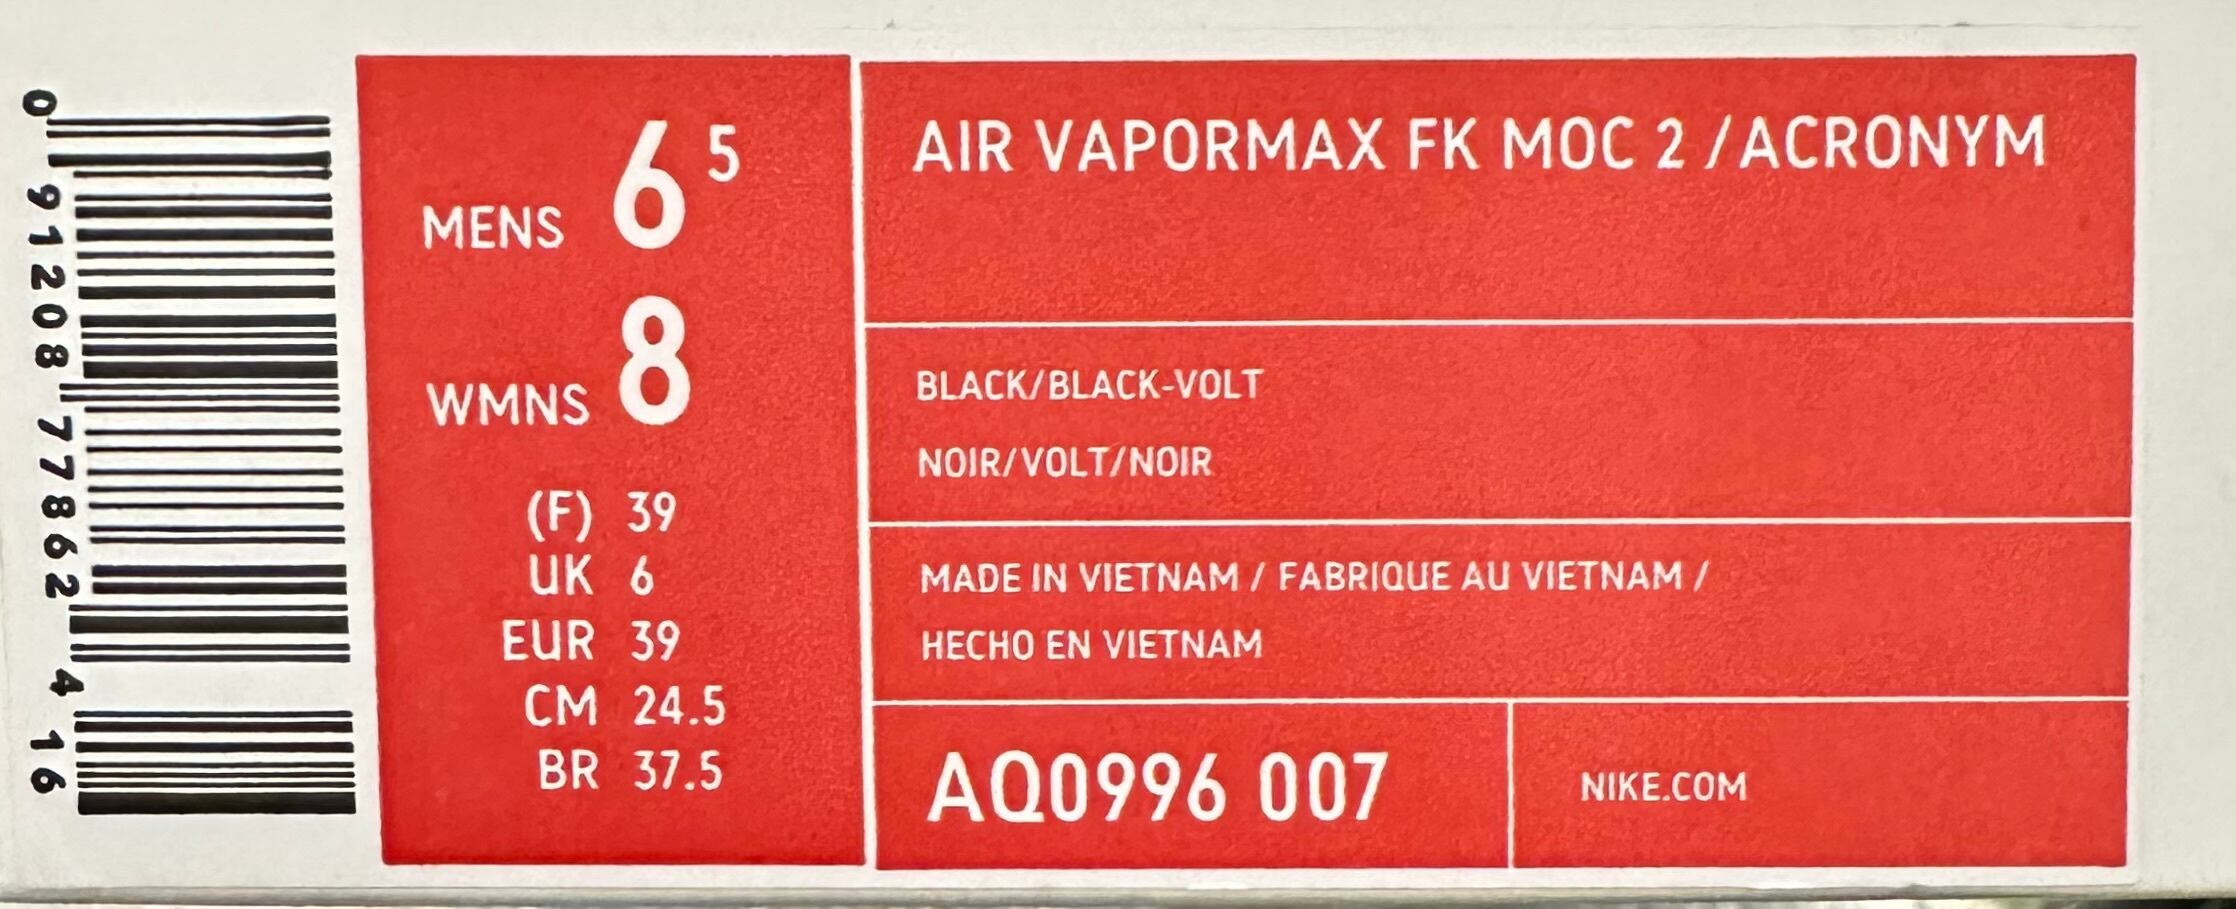 0 91208 77862 4 16
MENS 6 5
WMNS 8
(F) 39
UK 6
EUR 39
CM 24.5
BR 37.5
AIR VAPORMAX FK MOC 2 /ACRONYM
BLACK/BLACK-VOLT
NOIR/VOLT/NOIR
MADE IN VIETNAM / FABRIQUE AU VIETNAM /
HECHO EN VIETNAM
AQ0996 007
NIKE.COM